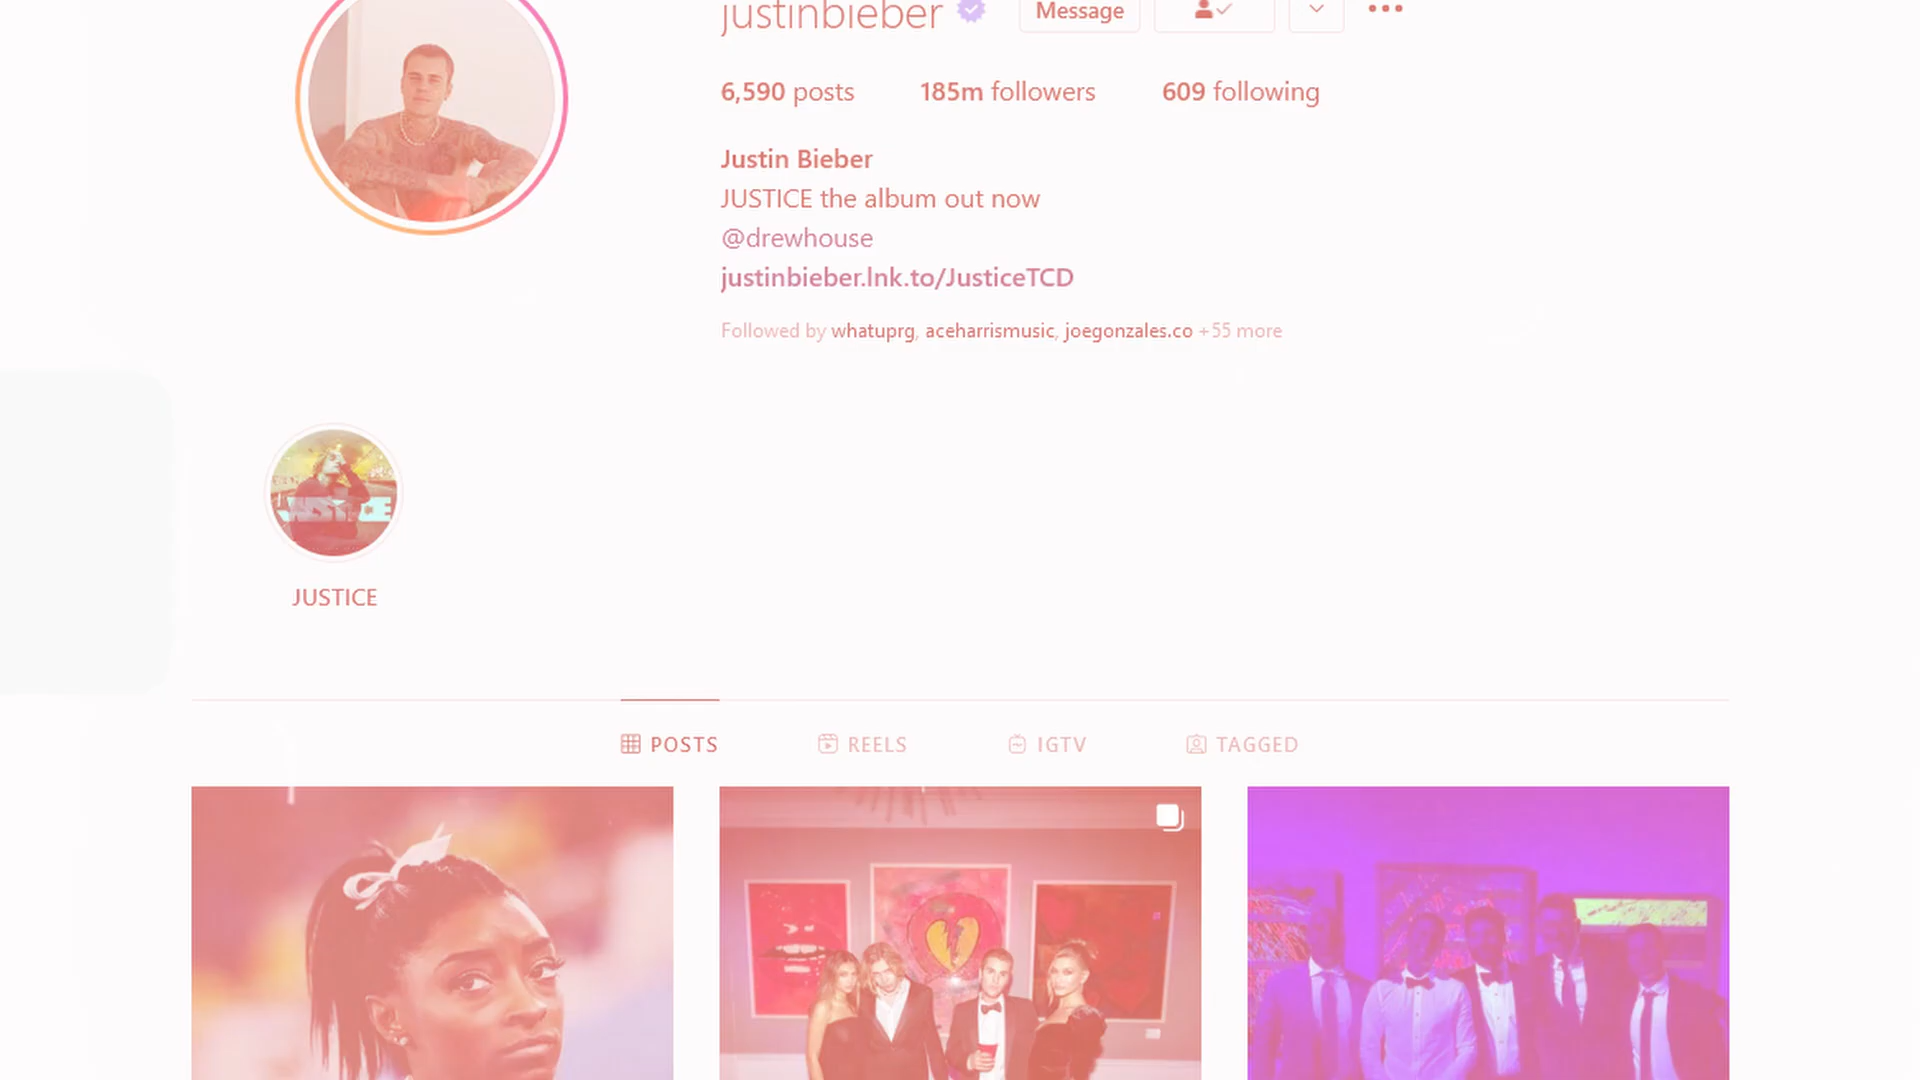 justinbieber Message
6,590 posts 185m followers 609 following
Justin Bieber
JUSTICE the album out now
@drewhouse
justinbieber.lnk.to/JusticeTCD
Followed by whatuprg, aceharrismusic, joegonzales.co +55 more
JUSTICE
JUSTICE
POSTS REELS IGTV TAGGED